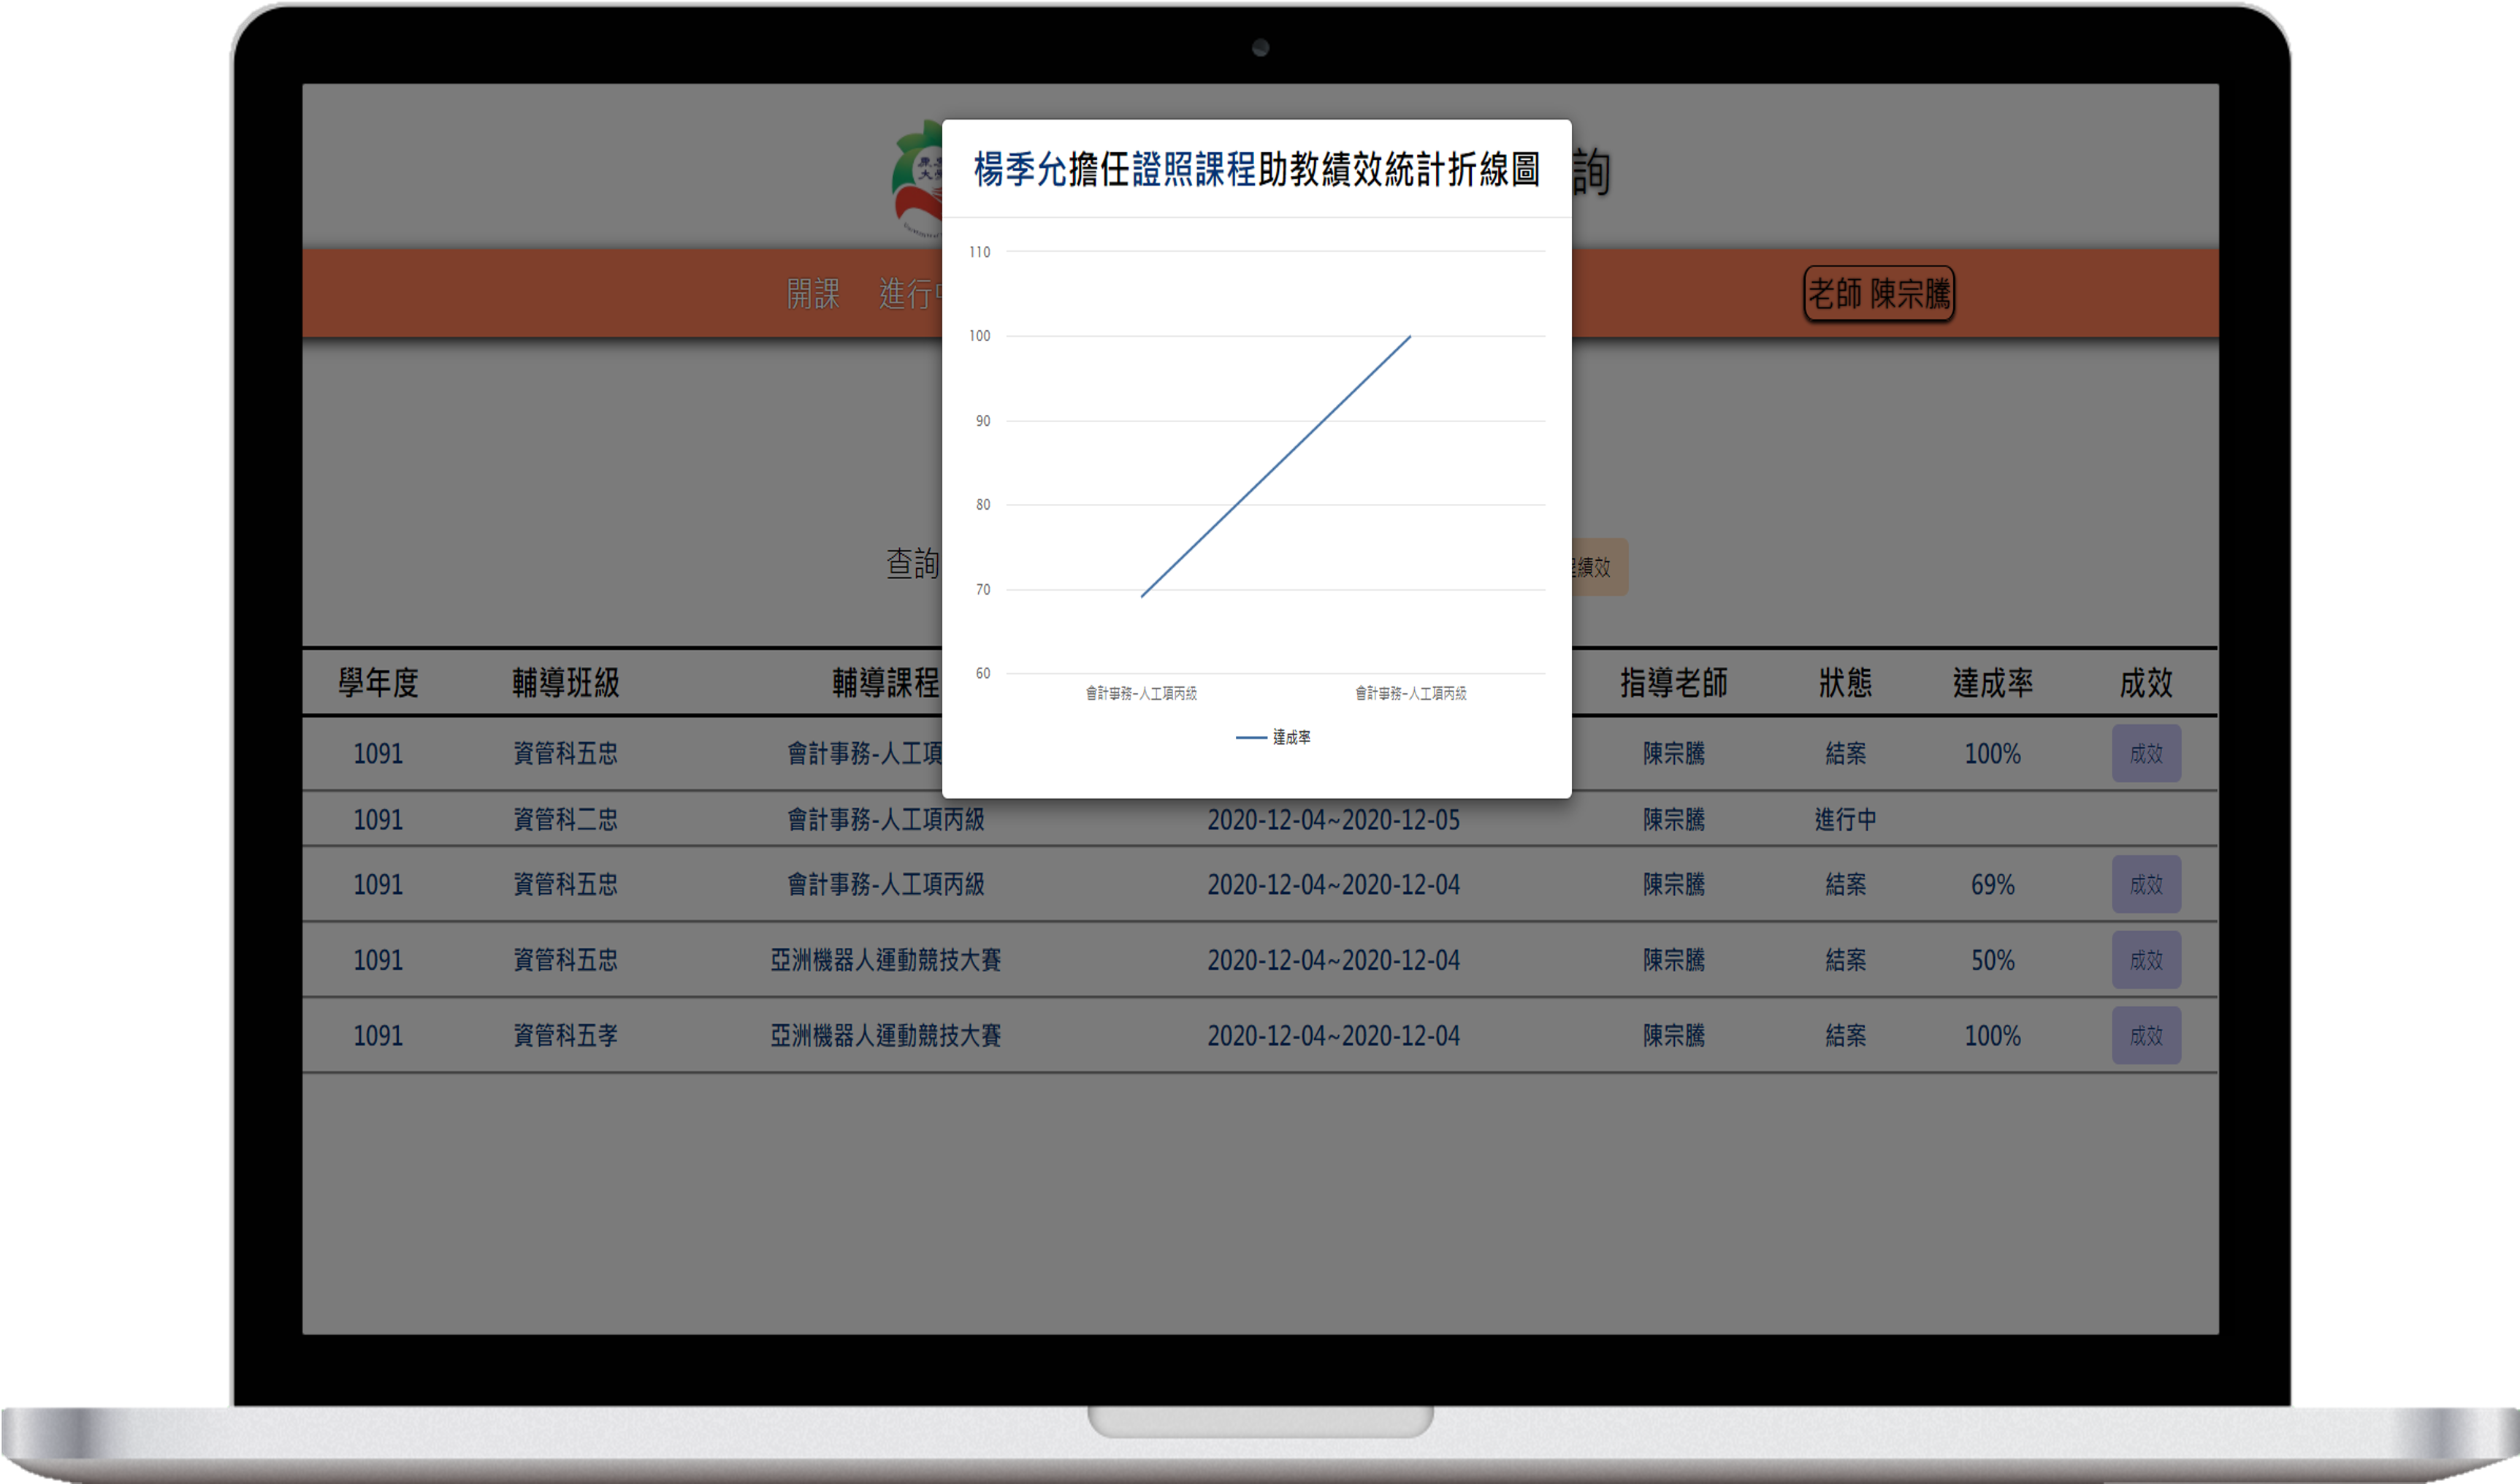 楊季允擔任證照課程助教績效統計折線圖
詢
開課 進行中
老師 陳宗騰
110
100
90
80
70
60
會計事務-人工項丙級 會計事務-人工項丙級
達成率
查詢
績效
學年度 輔導班級 輔導課程 指導老師 狀態 達成率 成效
1091 資管科五忠 會計事務-人工項 陳宗騰 結案 100% 成效
1091 資管科二忠 會計事務-人工項丙級 2020-12-04~2020-12-05 陳宗騰 進行中
1091 資管科五忠 會計事務-人工項丙級 2020-12-04~2020-12-04 陳宗騰 結案 69% 成效
1091 資管科五忠 亞洲機器人運動競技大賽 2020-12-04~2020-12-04 陳宗騰 結案 50% 成效
1091 資管科五孝 亞洲機器人運動競技大賽 2020-12-04~2020-12-04 陳宗騰 結案 100% 成效